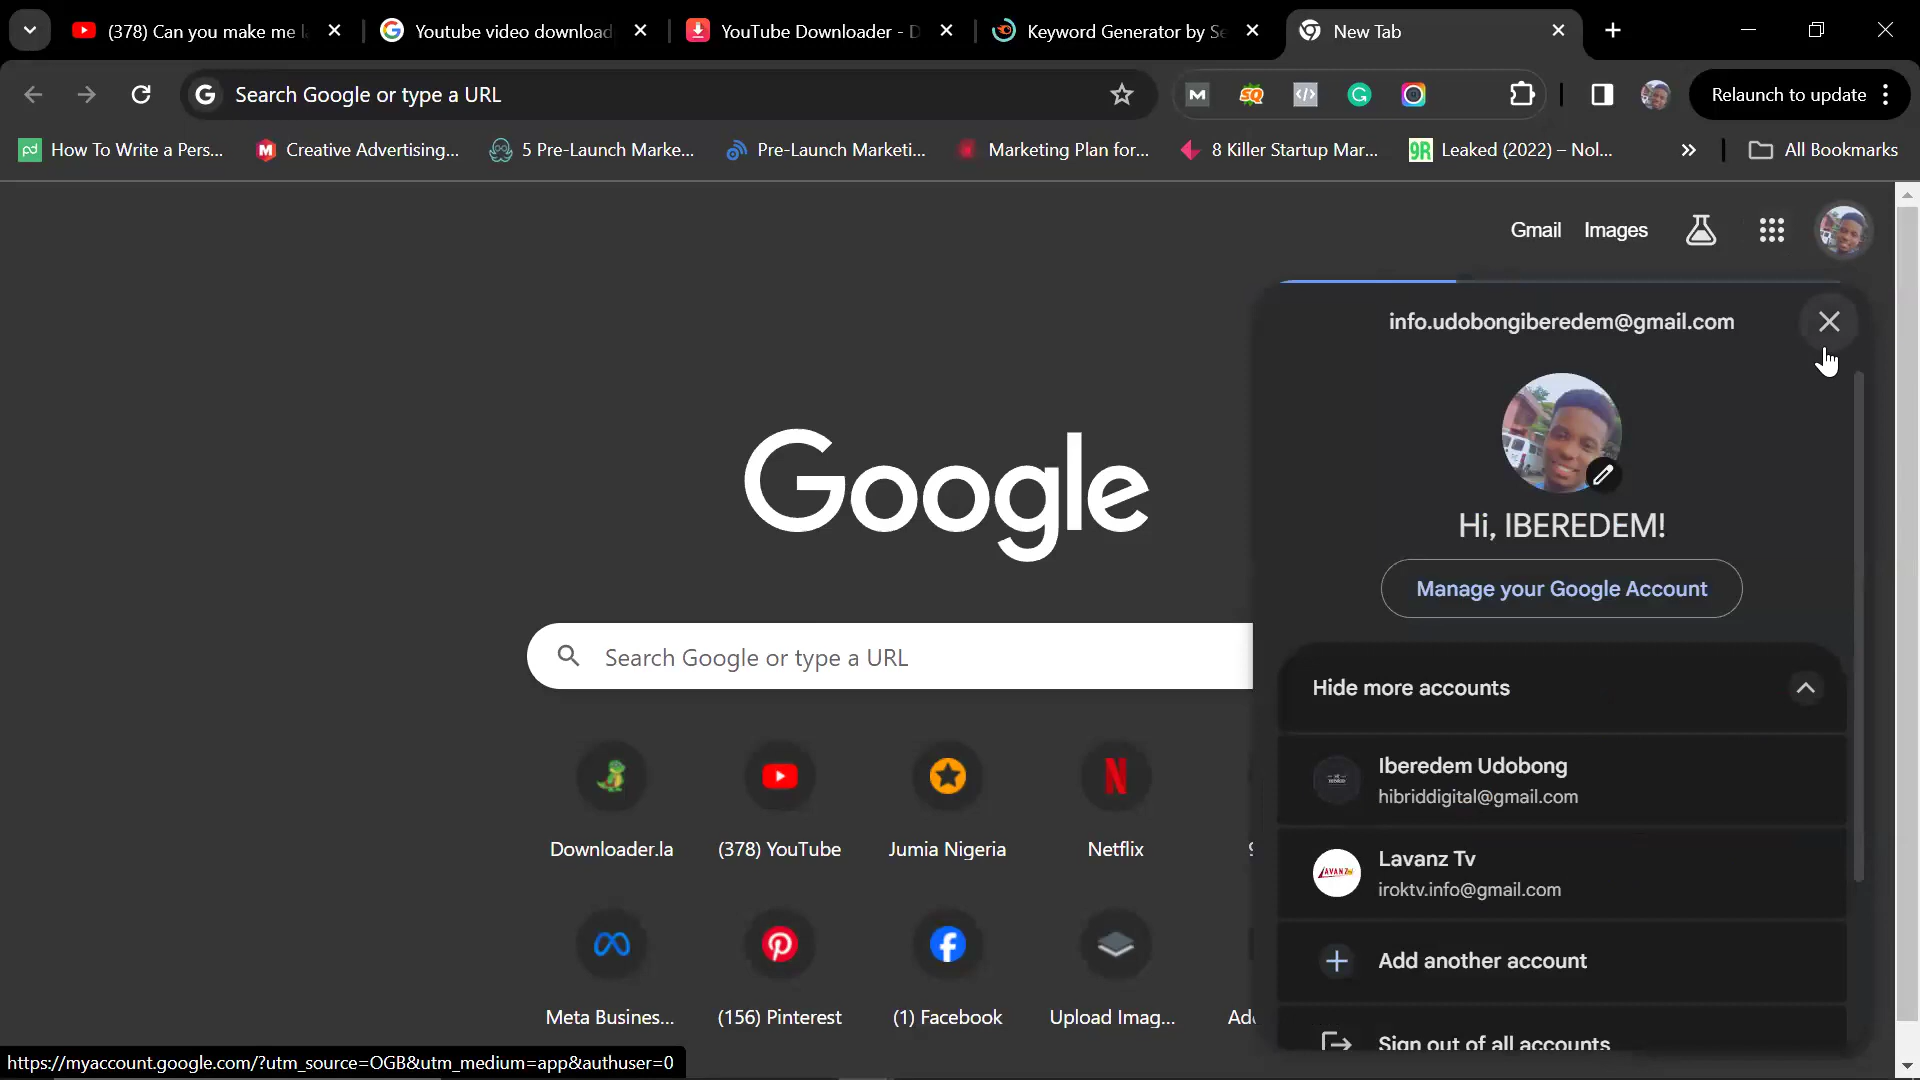 (378) Can you make me
Youtube video download
YouTube Downloader - D
Keyword Generator by Se
New Tab
Search Google or type a URL
Relaunch to update
How To Write a Pers...
Creative Advertising...
5 Pre-Launch Marke...
Pre-Launch Marketi...
Marketing Plan for...
8 Killer Startup Mar...
Leaked (2022) – Nol...
All Bookmarks
Gmail
Images
info.udobongiberedem@gmail.com
Hi, IBEREDEM!
Manage your Google Account
Google
Search Google or type a URL
Hide more accounts
Iberedem Udobong
hibriddigital@gmail.com
Lavanz Tv
iroktv.info@gmail.com
Add another account
Sign out of all accounts
Downloader.la
(378) YouTube
Jumia Nigeria
Netflix
Meta Busines...
(156) Pinterest
(1) Facebook
Upload Imag...
https://myaccount.google.com/?utm_source=OGB&utm_medium=app&authuser=0